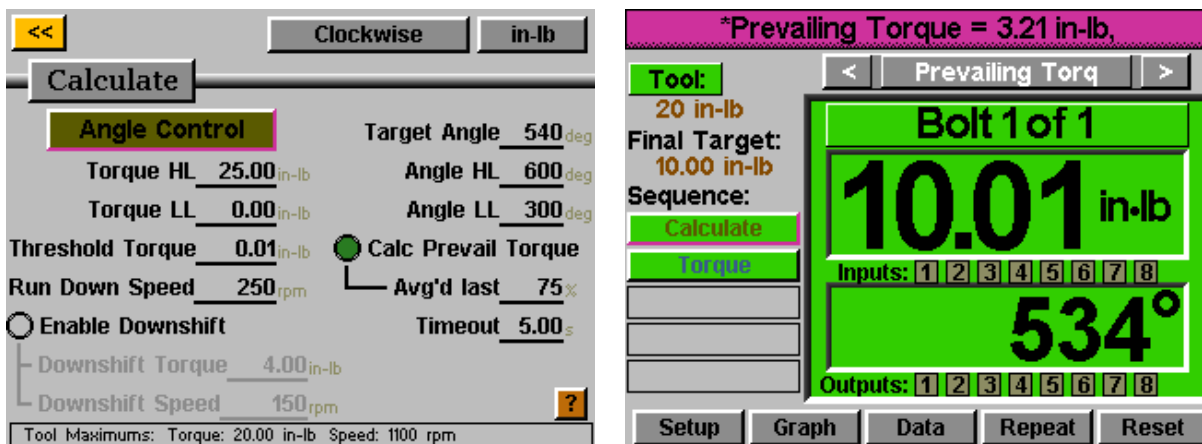 << Clockwise in-lb
Calculate
Angle Control
Target Angle 540 deg
Torque HL 25.00 in-lb
Angle HL 600 deg
Torque LL 0.00 in-lb
Angle LL 300 deg
Threshold Torque 0.01 in-lb
Calc Prevail Torque
Run Down Speed 250 rpm
Avg'd last 75 %
Enable Downshift
Timeout 5.00 s
Downshift Torque 4.00 in-lb
Downshift Speed 150 rpm
?
Tool Maximums: Torque: 20.00 in-lb Speed: 1100 rpm
*Prevailing Torque = 3.21 in-lb,
Tool:
20 in-lb
Final Target:
10.00 in-lb
Sequence:
Calculate
Torque
< Prevailing Torq >
Bolt 1 of 1
10.01 in•lb
Inputs: 1 2 3 4 5 6 7 8
534°
Outputs: 1 2 3 4 5 6 7 8
Setup Graph Data Repeat Reset